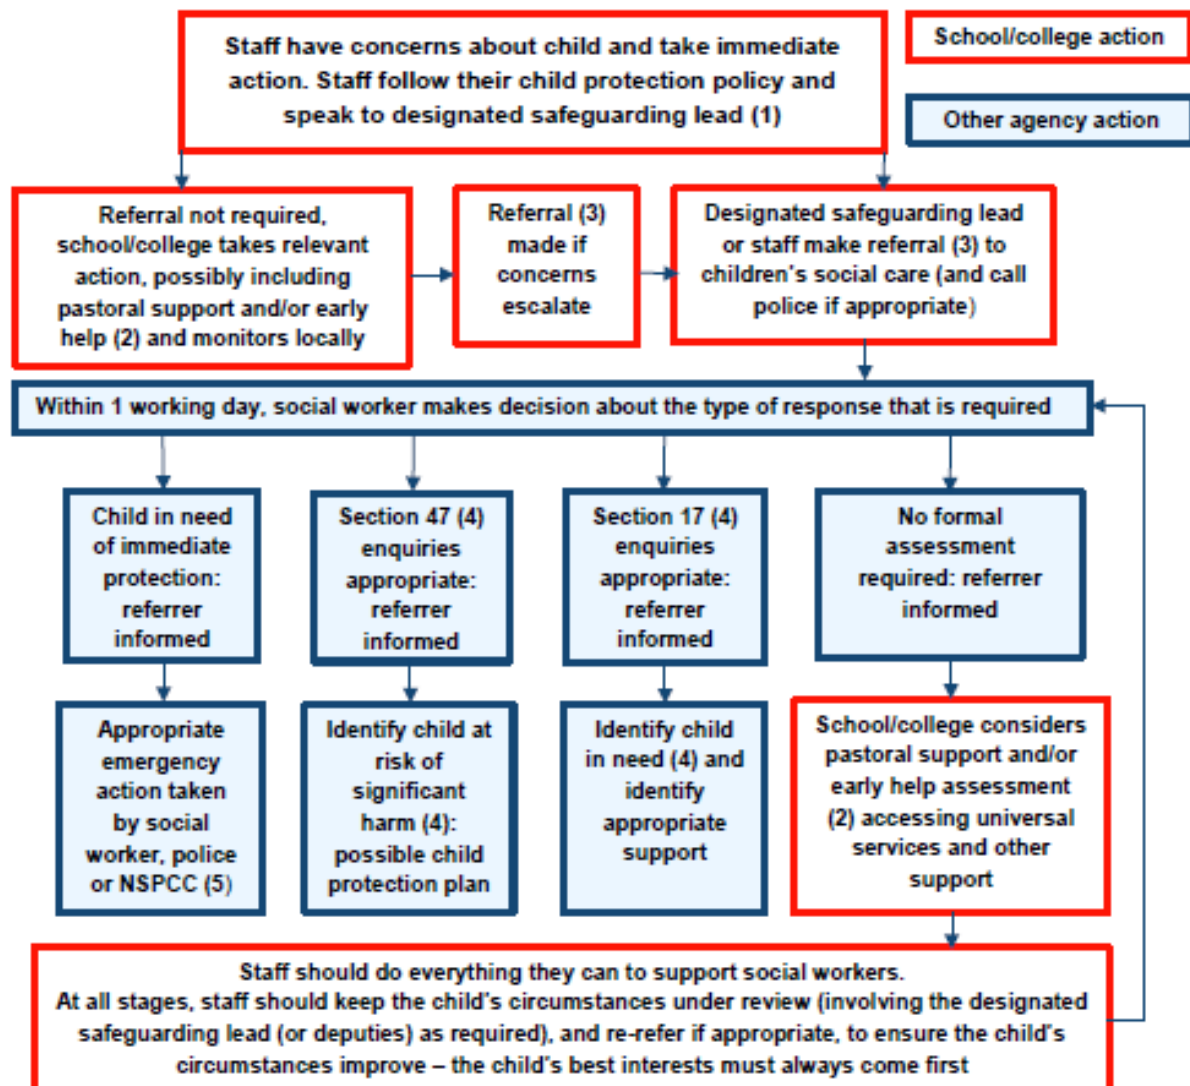 Staff have concerns about child and take immediate
action. Staff follow their child protection policy and
speak to designated safeguarding lead (1)
School/college action
Other agency action
Referral not required,
school/college takes relevant
action, possibly including
pastoral support and/or early
help (2) and monitors locally
Referral (3)
made if
concerns
escalate
Designated safeguarding lead
or staff make referral (3) to
children's social care (and call
police if appropriate)
Within 1 working day, social worker makes decision about the type of response that is required
Child in need
of immediate
protection:
referrer
informed
Section 47 (4)
enquiries
appropriate:
referrer
informed
Section 17 (4)
enquiries
appropriate:
referrer
informed
No formal
assessment
required: referrer
informed
Appropriate
emergency
action taken
by social
worker, police
or NSPCC (5)
Identify child at
risk of
significant
harm (4):
possible child
protection plan
Identify child
in need (4) and
identify
appropriate
support
School/college considers
pastoral support and/or
early help assessment
(2) accessing universal
services and other
support
Staff should do everything they can to support social workers.
At all stages, staff should keep the child's circumstances under review (involving the designated
safeguarding lead (or deputies) as required), and re-refer if appropriate, to ensure the child's
circumstances improve – the child's best interests must always come first